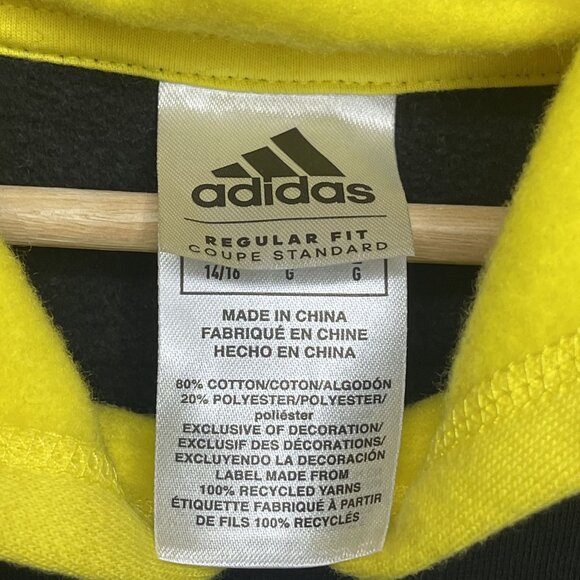 adidas
REGULAR FIT
COUPE STANDARD
14/16 G G
MADE IN CHINA
FABRIQUÉ EN CHINE
HECHO EN CHINA
80% COTTON/COTON/ALGODÓN
20% POLYESTER/POLYESTER/
poliéster
EXCLUSIVE OF DECORATION/
EXCLUSIF DES DÉCORATIONS/
EXCLUYENDO LA DECORACIÓN
LABEL MADE FROM
100% RECYCLED YARNS
ÉTIQUETTE FABRIQUÉ À PARTIR
DE FILS 100% RECYCLÉS